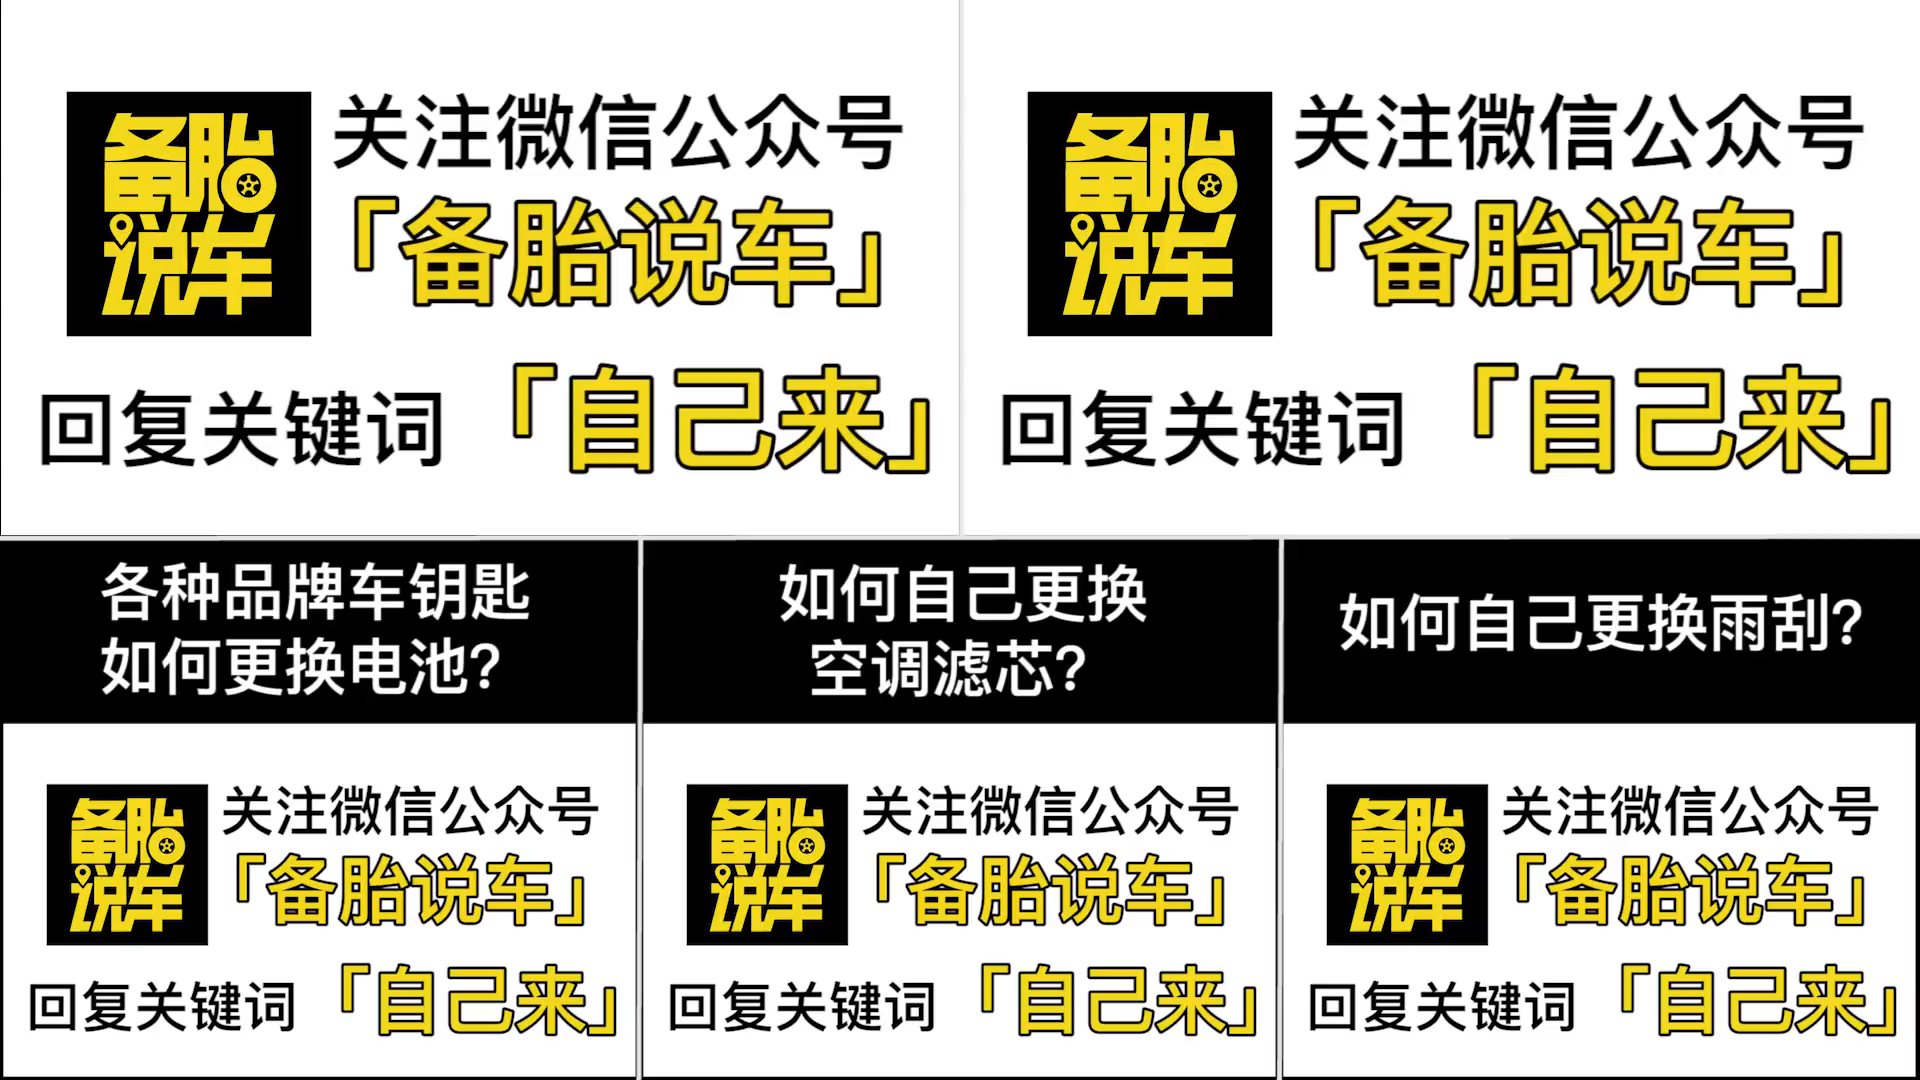 备胎
说车
关注微信公众号
「备胎说车」
回复关键词「自己来」
备胎
说车
关注微信公众号
「备胎说车」
回复关键词「自己来」
各种品牌车钥匙
如何更换电池?
备胎
说车
关注微信公众号
「备胎说车」
回复关键词「自己来」
如何自己更换
空调滤芯?
备胎
说车
关注微信公众号
「备胎说车」
回复关键词「自己来」
如何自己更换雨刮?
备胎
说车
关注微信公众号
「备胎说车」
回复关键词「自己来」